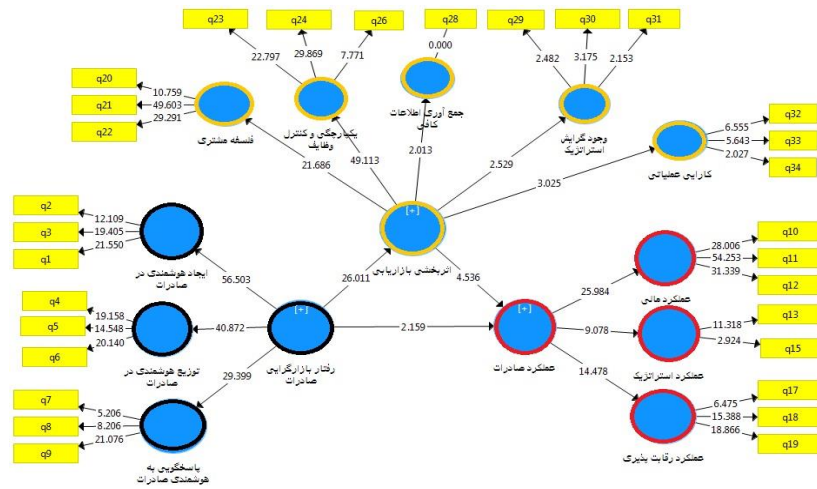 q23
q24
q26
q28
q29
q30
q31
22.797
29.869
7.771
0.000
2.482
3.175
2.153
q20
q21
q22
10.759
49.603
29.291
فلسفه مشتری
یکپارچگی و کنترل
وظایف
جمع آوری اطلاعات
کافی
وجود گرایش
استراتژیک
q32
q33
q34
6.555
5.643
2.027
کارایی عملیاتی
21.686
49.113
2.013
2.529
3.025
[+]
اثربخشی بازاریابی
q2
q3
q1
12.109
19.405
21.550
ایجاد هوشمندی در
صادرات
56.503
26.011
4.536
q10
q11
q12
28.006
54.253
31.339
عملکرد مالی
25.984
q4
q5
q6
19.158
14.548
20.140
توزیع هوشمندی در
صادرات
40.872
[+]
رفتار بازارگرایی
صادرات
2.159
[+]
عملکرد صادرات
9.078
q13
q15
11.318
2.924
عملکرد استراتژیک
29.399
14.478
q7
q8
q9
5.206
8.206
21.076
پاسخگویی به
هوشمندی صادرات
q17
q18
q19
6.475
15.388
18.866
عملکرد رقابت پذیری